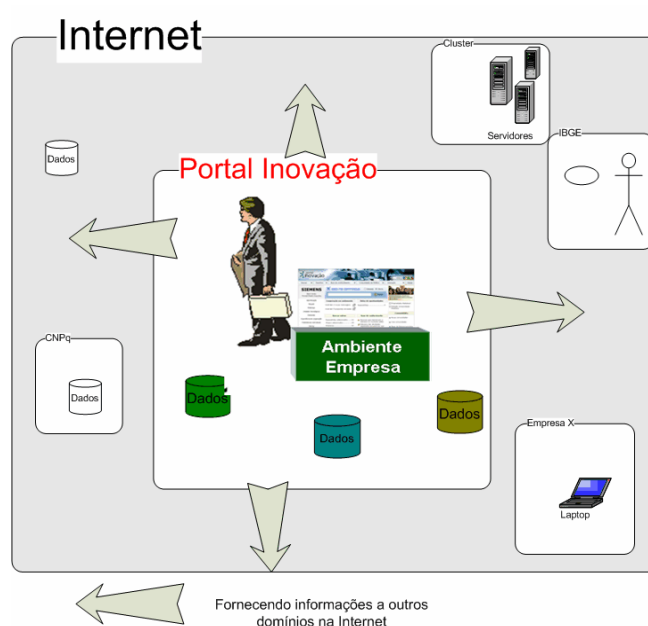 Internet
Cluster
Servidores
IBGE
Dados
Portal Inovação
SIEMENS
Ambiente
Empresa
CNPq
Dados
Dados
Dados
Dados
Empresa X
Laptop
Fornecendo informações a outros
domínios na Internet